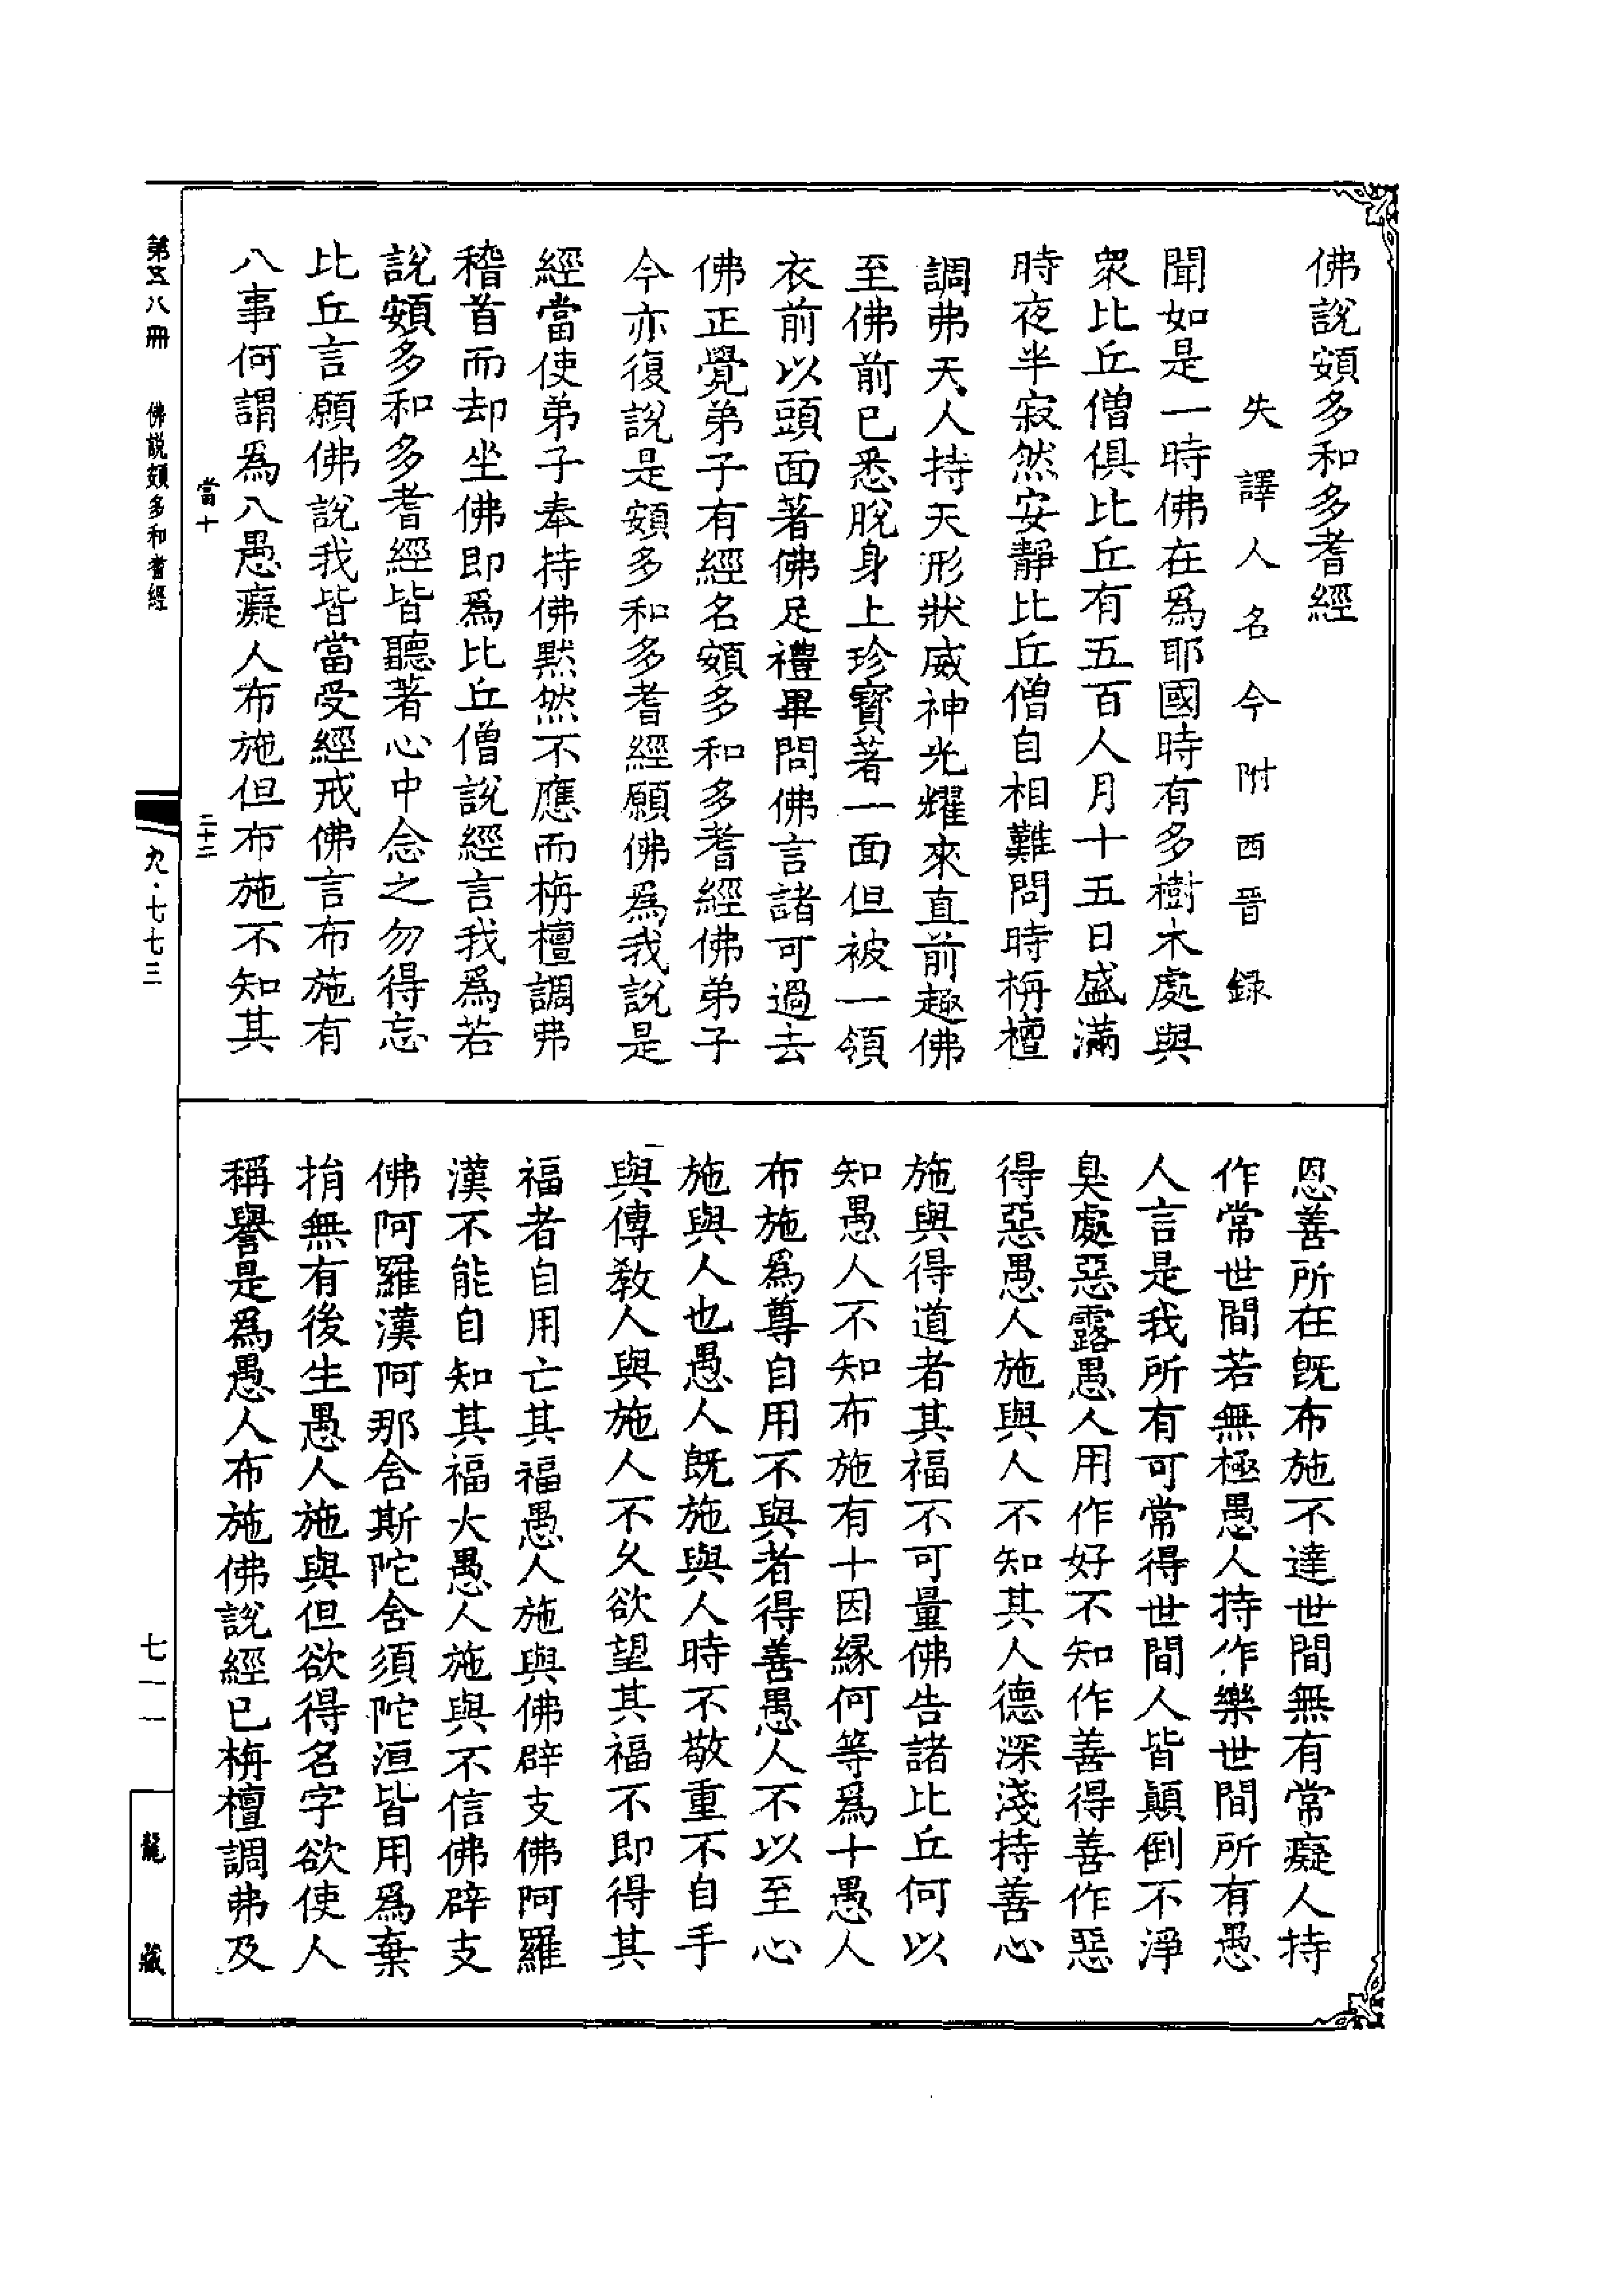 佛說頞多和多耆經
失譯人名今附西晉錄
聞如是一時佛在爲耶國時有多樹木處與
衆比丘僧俱比丘有五百人月十五日盛滿
時夜半寂然安靜比丘僧自相難問時栴檀
調弗天人持天形狀威神光耀來直前趣佛
至佛前已悉脫身上珍寶著一面但被一領
衣前以頭面著佛足禮畢問佛言諸可過去
佛正覺弟子有經名頞多和多耆經佛弟子
今亦復說是頞多和多耆經願佛爲我說是
經當使弟子奉持佛默然不應而栴檀調弗
稽首而却坐佛即爲比丘僧說經言我爲若
說頞多和多耆經皆聽著心中念之勿得忘
比丘言願佛說我皆當受經戒佛言布施有
八事何謂爲八愚癡人布施但布施不知其
恩善所在旣布施不達世間無有常癡人持
作常世間若無極愚人持作樂世間所有愚
人言是我所有可常得世間人皆顛倒不淨
臭處惡露愚人用作好不知作善得善作惡
得惡愚人施與人不知其人德深淺持善心
施與得道者其福不可量佛告諸比丘何以
知愚人不知布施有十因緣何等爲十愚人
布施爲尊自用不與者得善愚人不以至心
施與人也愚人旣施與人時不敬重不自手
與傳教人與施人不久欲望其福不即得其
福者自用亡其福愚人施與佛辟支佛阿羅
漢不能自知其福大愚人施與不信佛辟支
佛阿羅漢阿那舍斯陀舍須陀洹皆用爲棄
捐無有後生愚人施與但欲得名字欲使人
稱譽是爲愚人布施佛說經已栴檀調弗及
當十
二十二
第五八冊
佛說頞多和耆經
九·七七三
七一一
龍藏